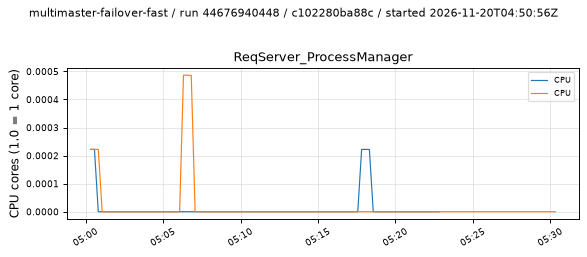 multimaster-failover-fast / run 44676940448 / c102280ba88c / started 2026-11-20T04:50:56Z
ReqServer_ProcessManager
CPU cores (1.0 = 1 core)
0.0005
0.0004
0.0003
0.0002
0.0001
0.0000
CPU
CPU
05:00
05:05
05:10
05:15
05:20
05:25
05:30